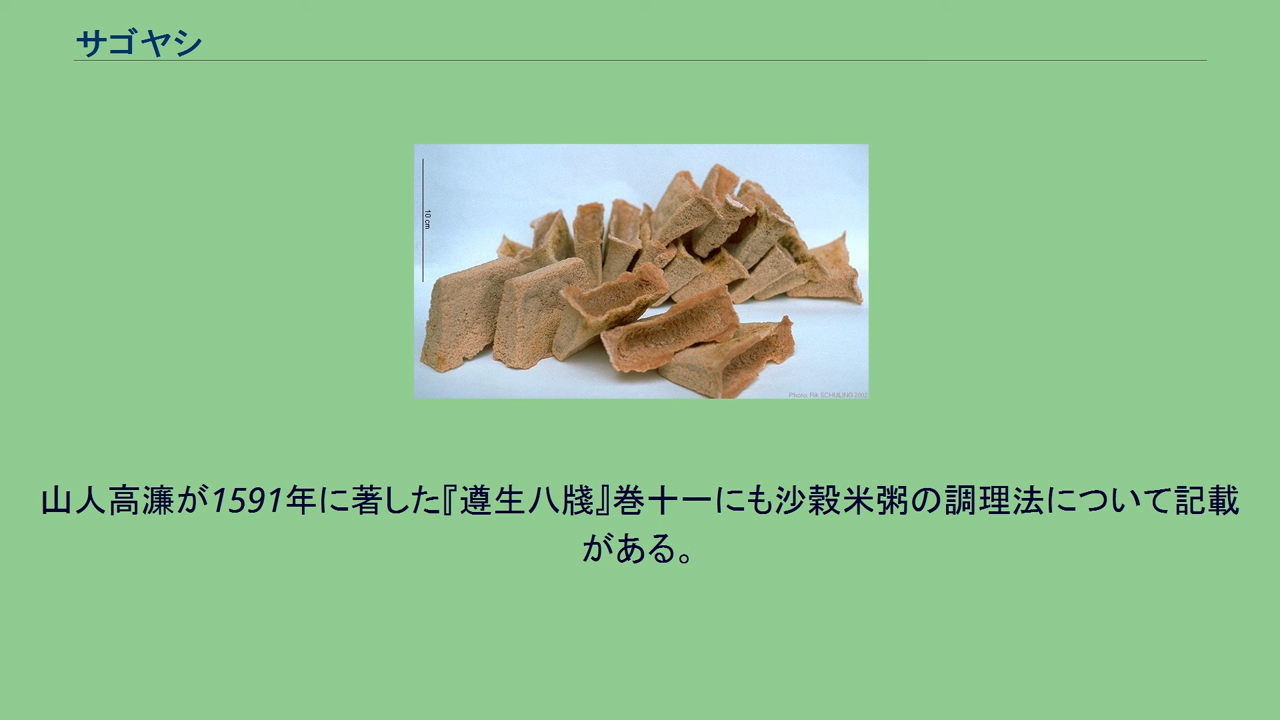 サゴヤシ
10 cm
Photo Rik SCHUILING 2002
山人高濂が1591年に著した『遵生八牋』巻十一にも沙穀米粥の調理法について記載
がある。